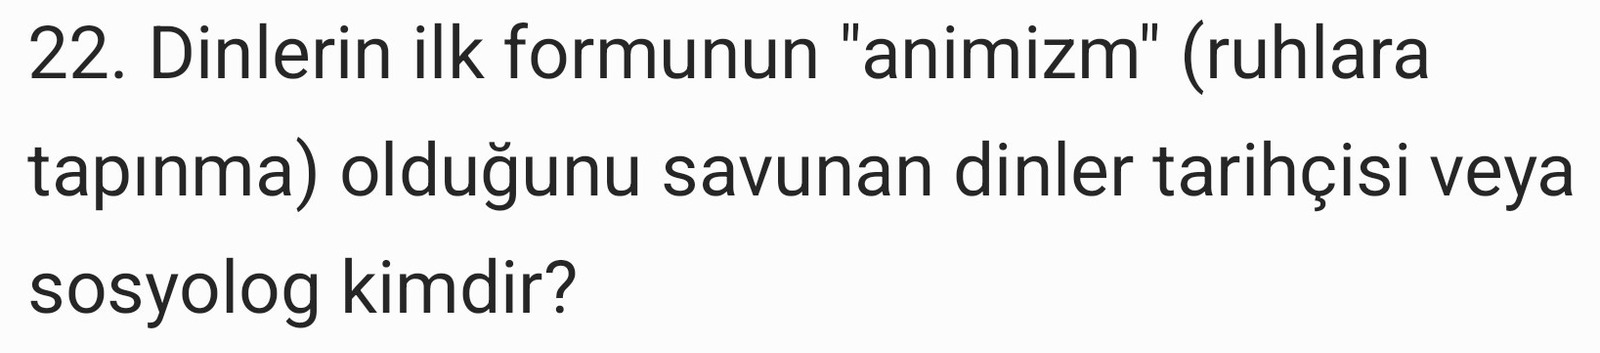 22. Dinlerin ilk formunun "animizm" (ruhlara
tapınma) olduğunu savunan dinler tarihçisi veya
sosyolog kimdir?